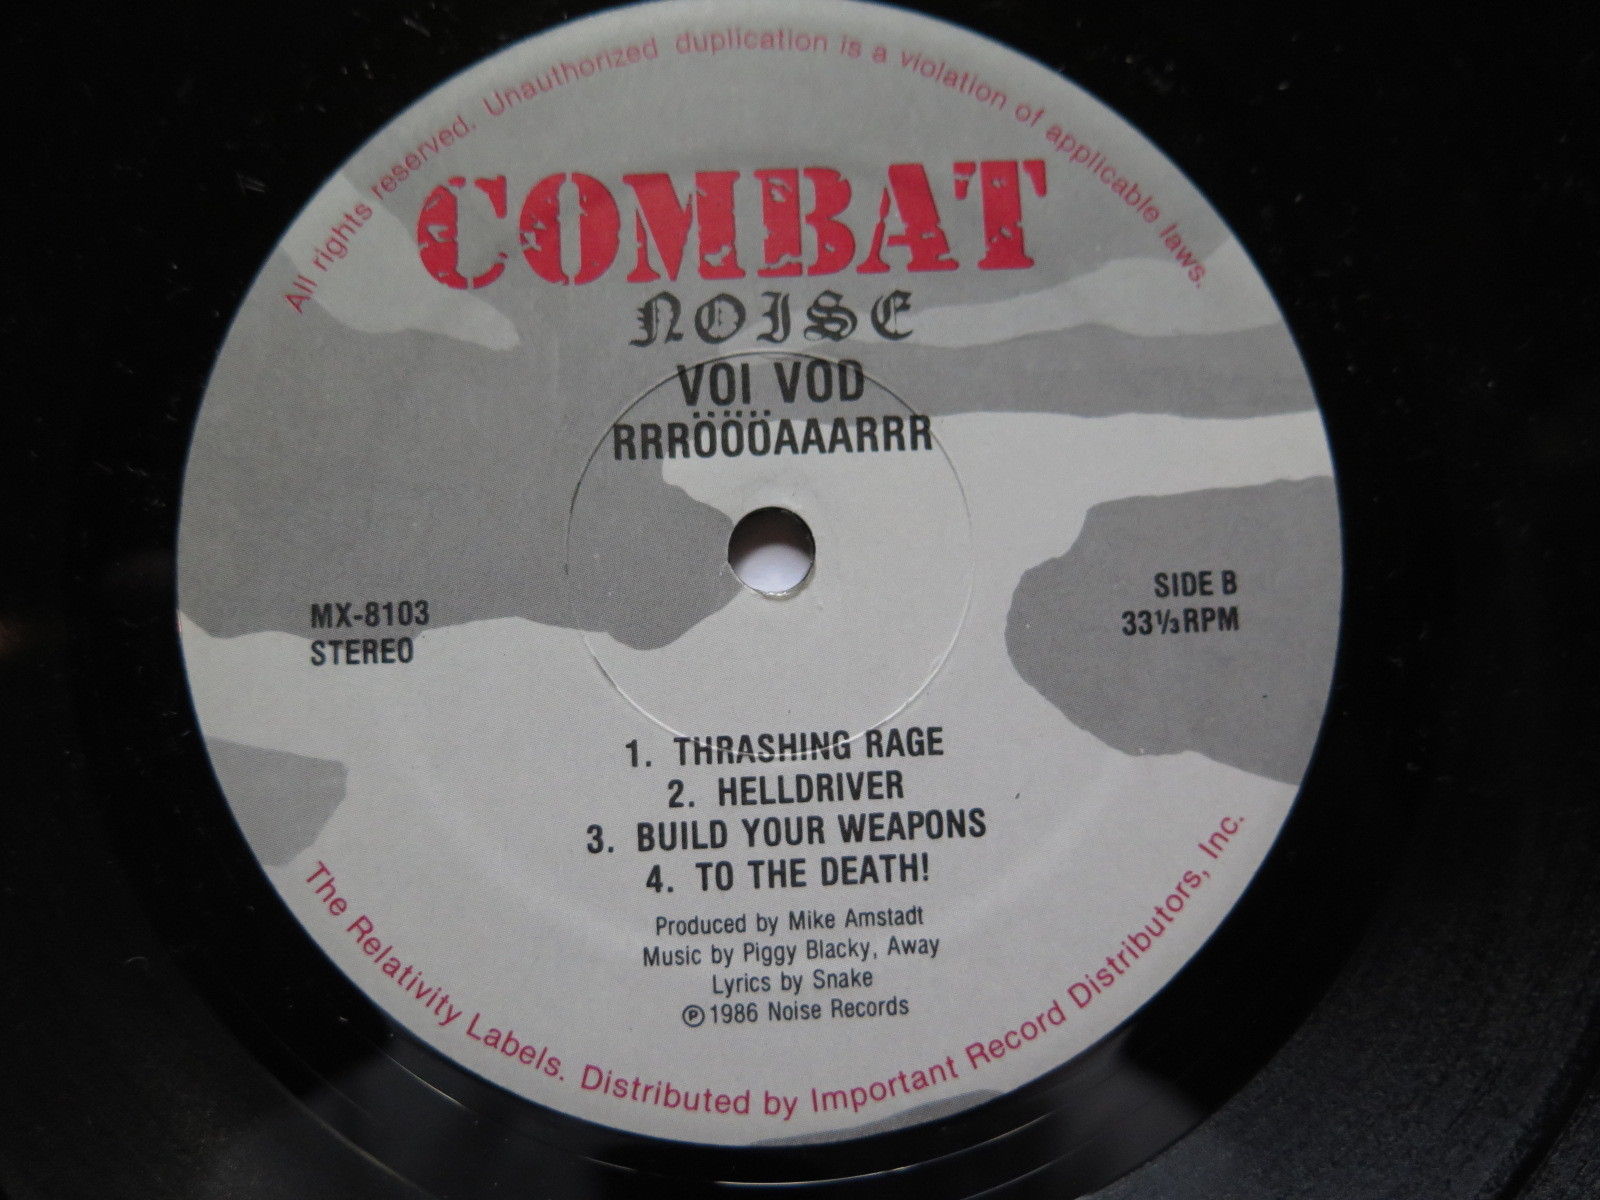 All rights reserved. Unauthorized duplication is a violation of applicable laws.
COMBAT
NOISE
VOI VOD
RRRÖÖÖAAARRR
MX-8103
STEREO
SIDE B
33⅓ RPM
1. THRASHING RAGE
2. HELLDRIVER
3. BUILD YOUR WEAPONS
4. TO THE DEATH!
Produced by Mike Amstadt
Music by Piggy Blacky, Away
Lyrics by Snake
℗1986 Noise Records
The Relativity Labels. Distributed by Important Record Distributors, Inc.